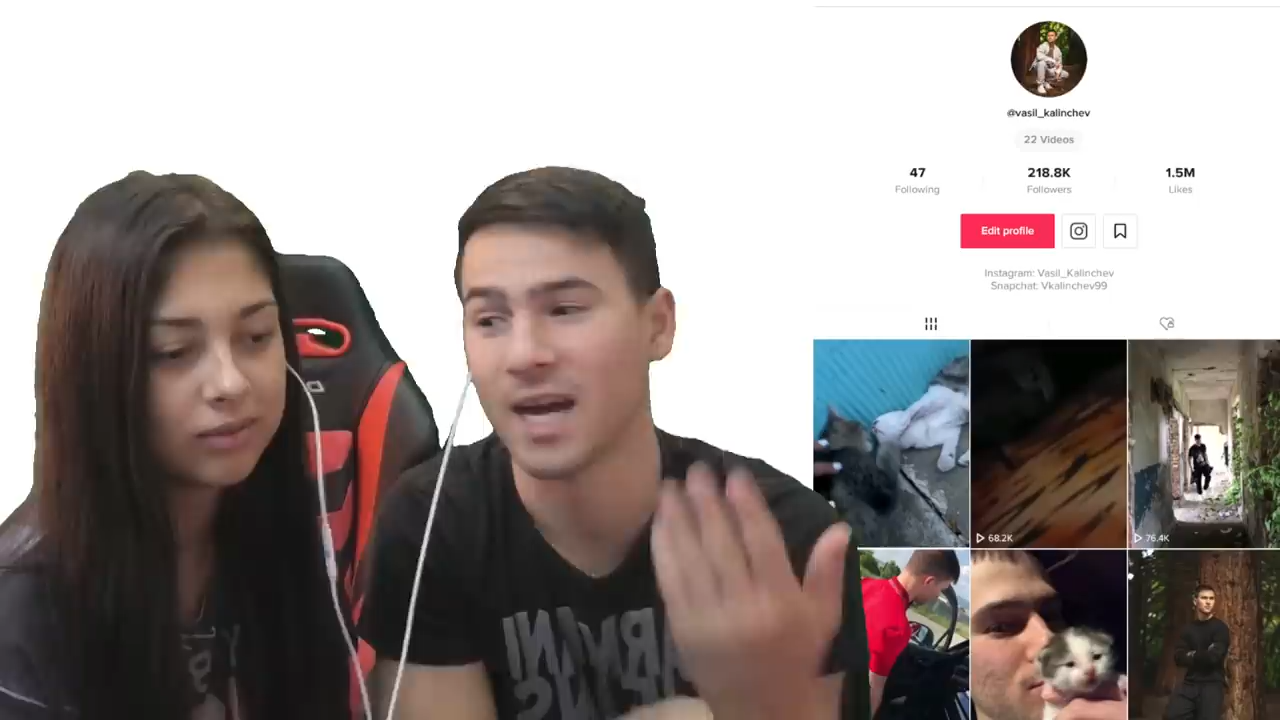 @vasil_kalinchev
22 Videos
47 218.8K 1.5M
Following Followers Likes
Edit profile
Instagram: Vasil_Kalinchev
Snapchat: Vkalinchev99
68.2K
76.4K